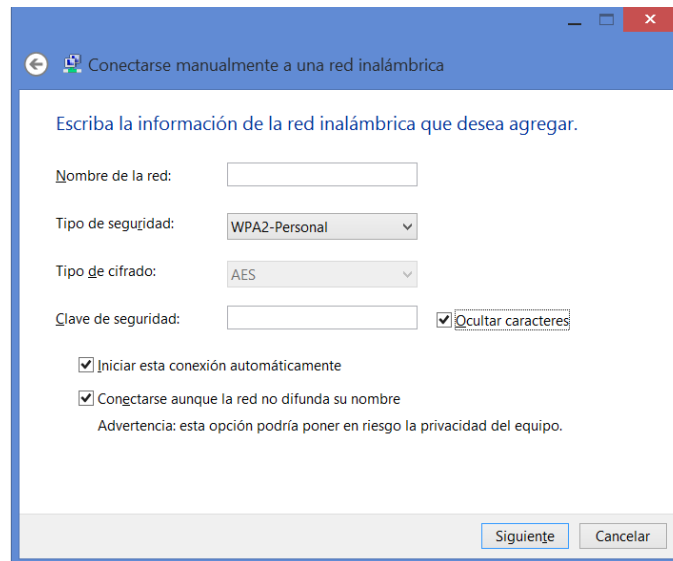 Conectarse manualmente a una red inalámbrica
Escriba la información de la red inalámbrica que desea agregar.
Nombre de la red:
Tipo de seguridad: WPA2-Personal
Tipo de cifrado: AES
Clave de seguridad: Ocultar caracteres
Iniciar esta conexión automáticamente
Conectarse aunque la red no difunda su nombre
Advertencia: esta opción podría poner en riesgo la privacidad del equipo.
Siguiente Cancelar